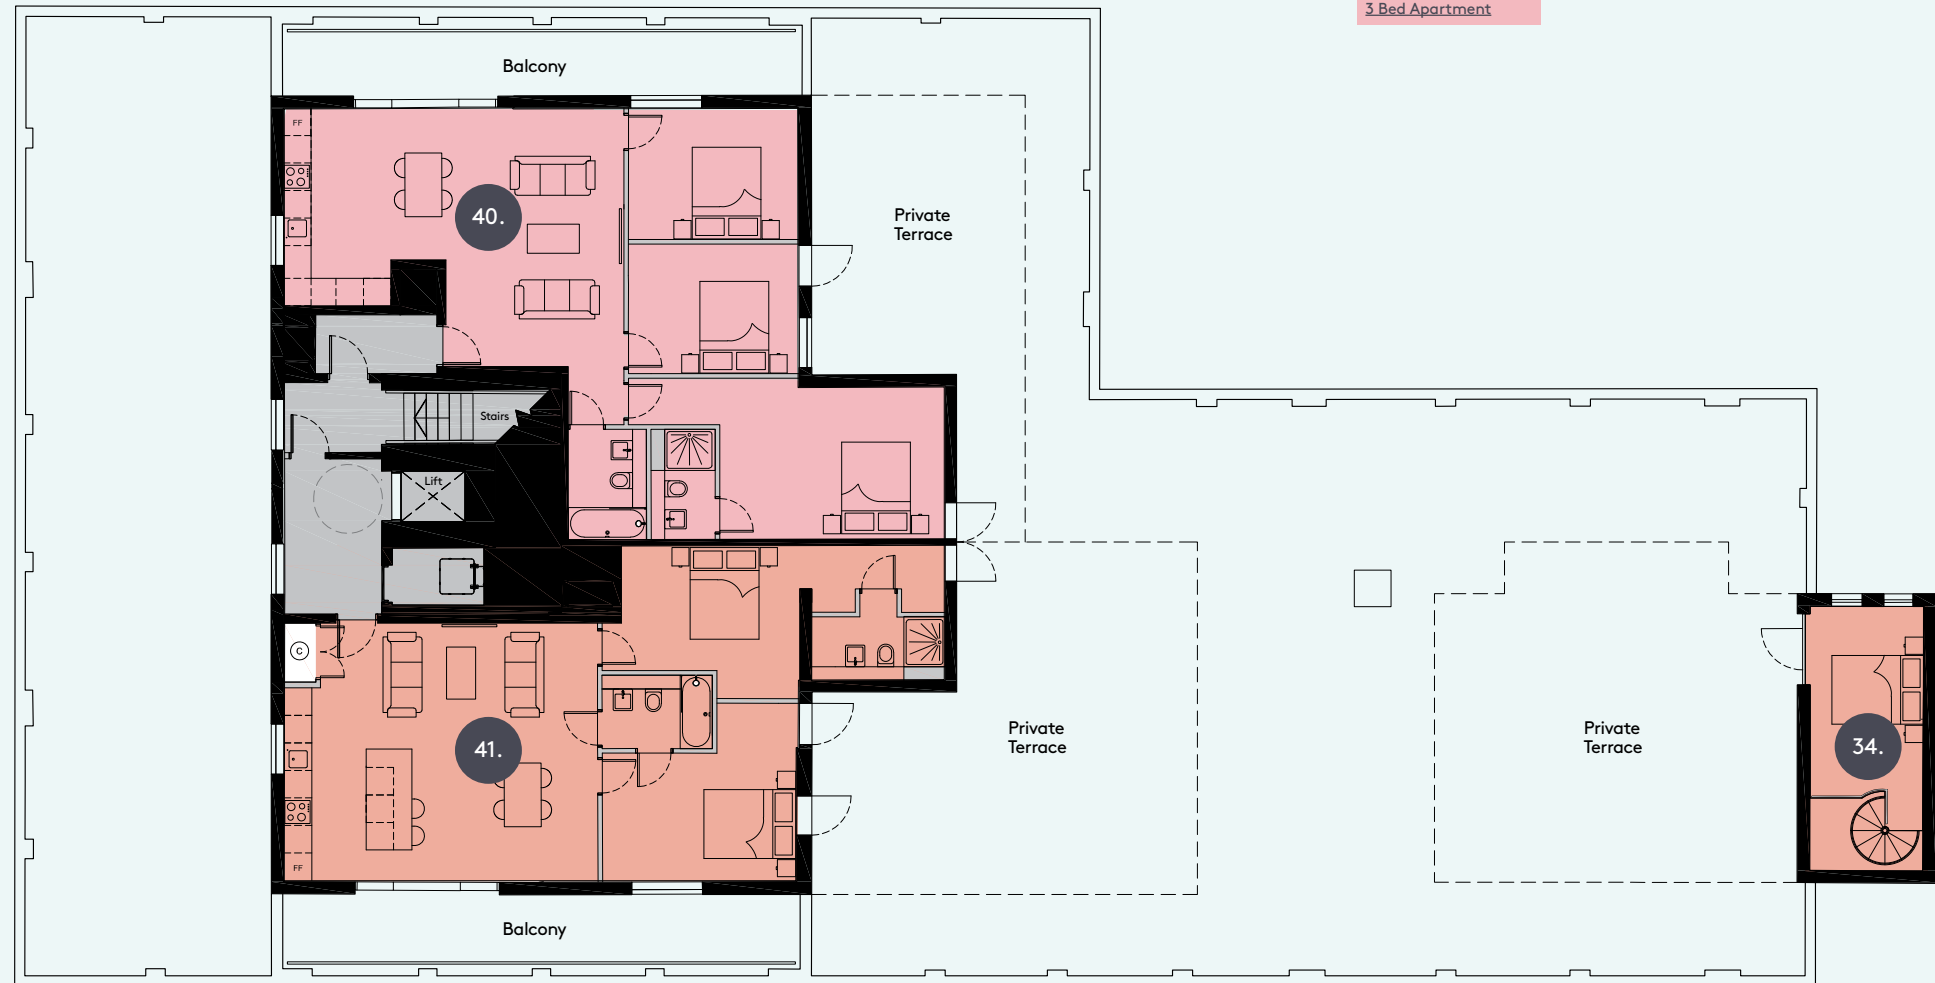 3 Bed Apartment
Balcony
FF
40.
Private
Terrace
Stairs
Lift
C
41.
FF
Private
Terrace
Private
Terrace
34.
Balcony